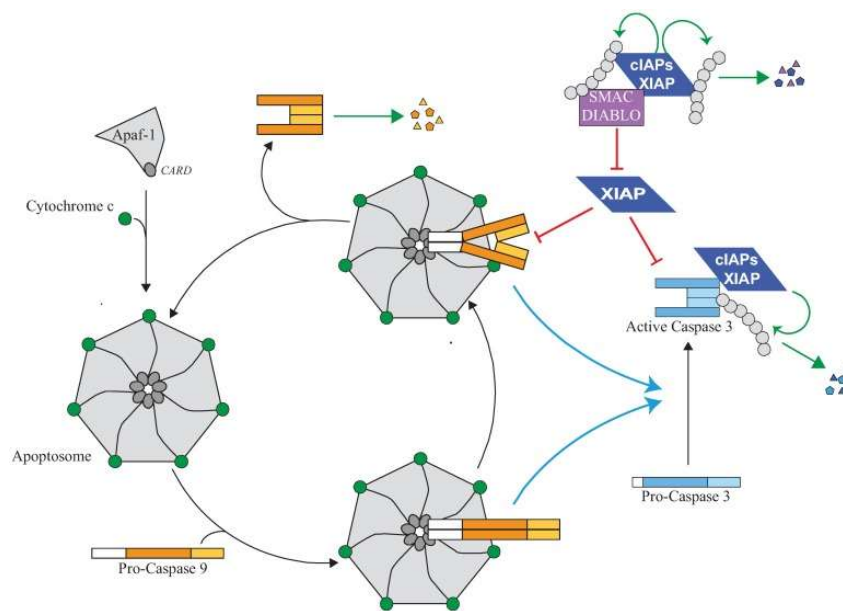 cIAPs
XIAP
SMAC
DIABLO
Apaf-1
CARD
XIAP
Cytochrome c
cIAPs
XIAP
Active Caspase 3
Apoptosome
Pro-Caspase 3
Pro-Caspase 9